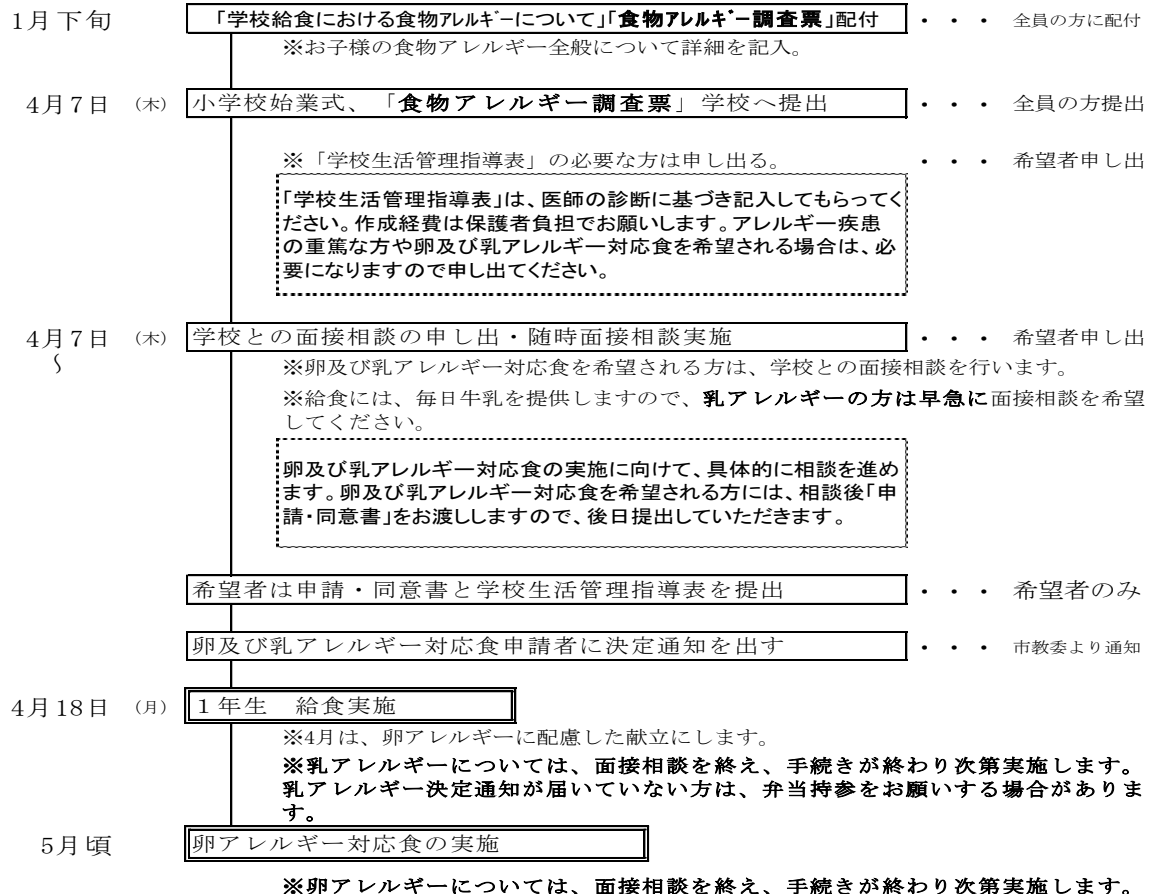 1月下旬 「学校給食における食物アレルギーについて」「食物アレルギー調査票」配付 ・・・ 全員の方に配付
※お子様の食物アレルギー全般について詳細を記入。
4月7日 (木) 小学校始業式、「食物アレルギー調査票」学校へ提出 ・・・ 全員の方提出
※「学校生活管理指導表」の必要な方は申し出る。 ・・・ 希望者申し出
「学校生活管理指導表」は、医師の診断に基づき記入してもらってく
ださい。作成経費は保護者負担でお願いします。アレルギー疾患
の重篤な方や卵及び乳アレルギー対応食を希望される場合は、必
要になりますので申し出てください。
4月7日 (木) 学校との面接相談の申し出・随時面接相談実施 ・・・ 希望者申し出
~ ※卵及び乳アレルギー対応食を希望される方は、学校との面接相談を行います。
※給食には、毎日牛乳を提供しますので、乳アレルギーの方は早急に面接相談を希望
してください。
卵及び乳アレルギー対応食の実施に向けて、具体的に相談を進め
ます。卵及び乳アレルギー対応食を希望される方には、相談後「申
請・同意書」をお渡ししますので、後日提出していただきます。
希望者は申請・同意書と学校生活管理指導表を提出 ・・・ 希望者のみ
卵及び乳アレルギー対応食申請者に決定通知を出す ・・・ 市教委より通知
4月18日 (月) 1年生 給食実施
※4月は、卵アレルギーに配慮した献立にします。
※乳アレルギーについては、面接相談を終え、手続きが終わり次第実施します。
乳アレルギー決定通知が届いていない方は、弁当持参をお願いする場合がありま
す。
5月頃 卵アレルギー対応食の実施
※卵アレルギーについては、面接相談を終え、手続きが終わり次第実施します。